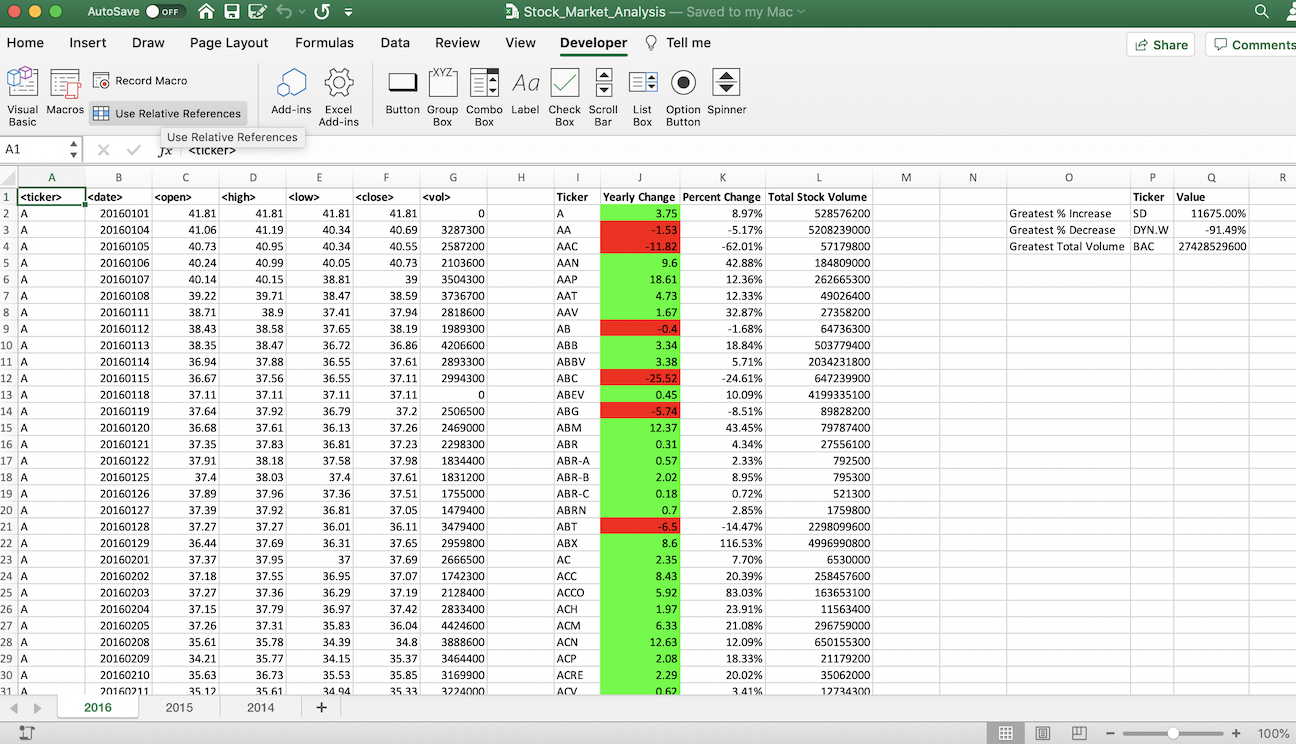 AutoSave OFF Stock_Market_Analysis — Saved to my Mac
Home Insert Draw Page Layout Formulas Data Review View Developer Tell me Share Comments
Visual Basic Macros Record Macro Use Relative References Add-ins Excel Add-ins Button Group Box Combo Box Label Check Box Scroll Bar List Box Option Button Spinner
XYZ Aa
Use Relative References
A1 fx <ticker>
A B C D E F G H I J K L M N O P Q R
1 <ticker> <date> <open> <high> <low> <close> <vol> Ticker Yearly Change Percent Change Total Stock Volume Ticker Value
2 A 20160101 41.81 41.81 41.81 41.81 0 A 3.75 8.97% 528576200 Greatest % Increase SD 11675.00%
3 A 20160104 41.06 41.19 40.34 40.69 3287300 AA -1.53 -5.17% 5208239000 Greatest % Decrease DYN.W -91.49%
4 A 20160105 40.73 40.95 40.34 40.55 2587200 AAC -11.82 -62.01% 57179800 Greatest Total Volume BAC 27428529600
5 A 20160106 40.24 40.99 40.05 40.73 2103600 AAN 9.6 42.88% 184809000
6 A 20160107 40.14 40.15 38.81 39 3504300 AAP 18.61 12.36% 262665300
7 A 20160108 39.22 39.71 38.47 38.59 3736700 AAT 4.73 12.33% 49026400
8 A 20160111 38.71 38.9 37.41 37.94 2818600 AAV 1.67 32.87% 27358200
9 A 20160112 38.43 38.58 37.65 38.19 1989300 AB -0.4 -1.68% 64736300
10 A 20160113 38.35 38.47 36.72 36.86 4206600 ABB 3.34 18.84% 503779400
11 A 20160114 36.94 37.88 36.55 37.61 2893300 ABBV 3.38 5.71% 2034231800
12 A 20160115 36.67 37.56 36.55 37.11 2994300 ABC -25.52 -24.61% 647239900
13 A 20160118 37.11 37.11 37.11 37.11 0 ABEV 0.45 10.09% 4199335100
14 A 20160119 37.64 37.92 36.79 37.2 2506500 ABG -5.74 -8.51% 89828200
15 A 20160120 36.68 37.61 36.13 37.26 2469000 ABM 12.37 43.45% 79787400
16 A 20160121 37.35 37.83 36.81 37.23 2298300 ABR 0.31 4.34% 27556100
17 A 20160122 37.91 38.18 37.58 37.98 1834400 ABR-A 0.57 2.33% 792500
18 A 20160125 37.4 38.03 37.4 37.61 1831200 ABR-B 2.02 8.95% 795300
19 A 20160126 37.89 37.96 37.36 37.51 1755000 ABR-C 0.18 0.72% 521300
20 A 20160127 37.39 37.92 36.81 37.05 1479400 ABRN 0.7 2.85% 1759800
21 A 20160128 37.27 37.27 36.01 36.11 3479400 ABT -6.5 -14.47% 2298099600
22 A 20160129 36.44 37.69 36.31 37.65 2959800 ABX 8.6 116.53% 4996990800
23 A 20160201 37.37 37.95 37 37.69 2666500 AC 2.35 7.70% 6530000
24 A 20160202 37.18 37.55 36.95 37.07 1742300 ACC 8.43 20.39% 258457600
25 A 20160203 37.27 37.36 36.29 37.19 2128400 ACCO 5.92 83.03% 163653100
26 A 20160204 37.15 37.79 36.97 37.42 2833400 ACH 1.97 23.91% 11563400
27 A 20160205 37.26 37.31 35.83 36.04 4424600 ACM 6.33 21.08% 296759000
28 A 20160208 35.61 35.78 34.39 34.8 3888600 ACN 12.63 12.09% 650155300
29 A 20160209 34.21 35.77 34.15 35.37 3464400 ACP 2.08 18.33% 21179200
30 A 20160210 35.63 36.73 35.53 35.85 3169900 ACRE 2.29 20.02% 35062000
31 A 20160211 35.12 35.61 34.94 35.33 3224000 ACV 0.62 3.41% 12734300
2016 2015 2014 +
100%